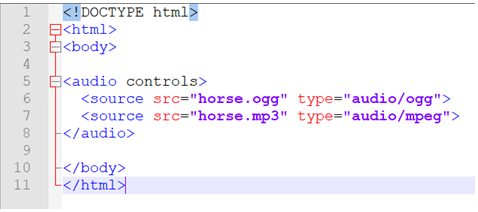 1 <!DOCTYPE html>
2 <html>
3 <body>
4
5 <audio controls>
6   <source src="horse.ogg" type="audio/ogg">
7   <source src="horse.mp3" type="audio/mpeg">
8 </audio>
9
10 </body>
11 </html>